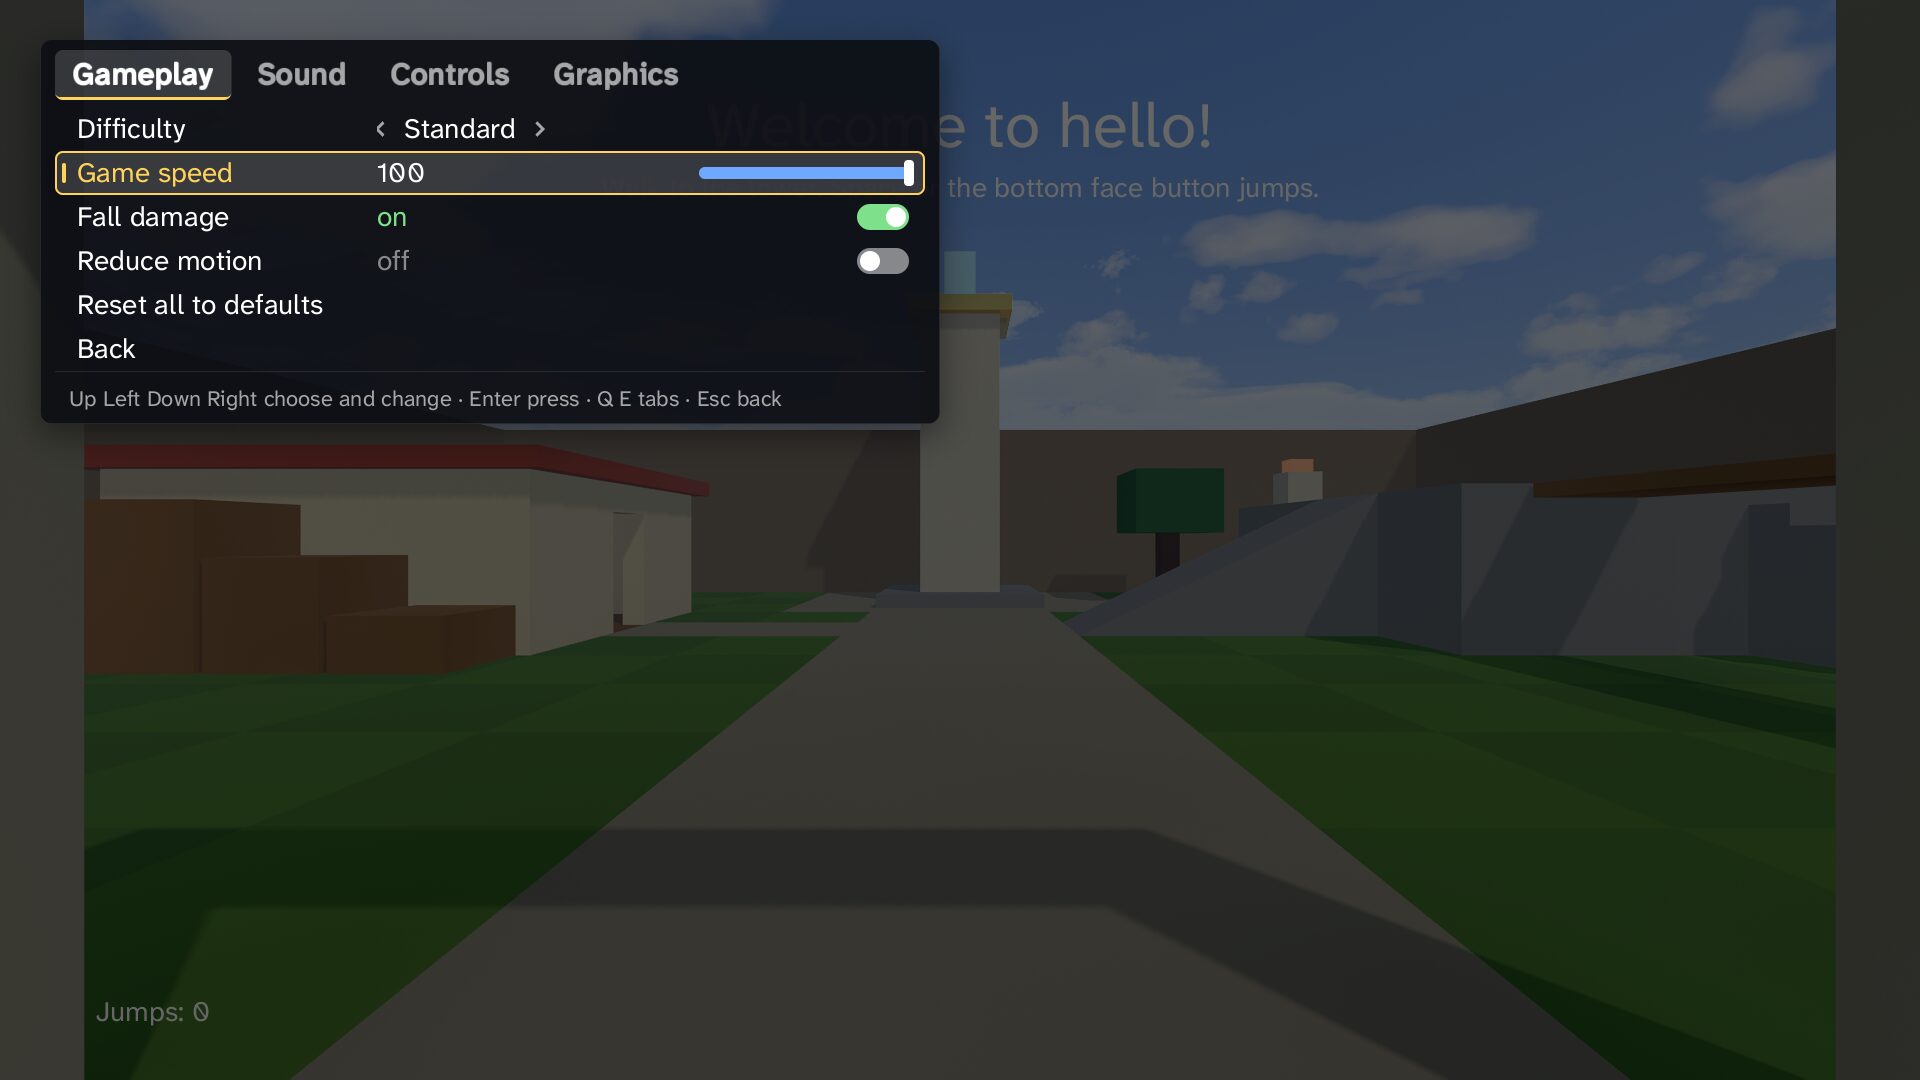 Gameplay Sound Controls Graphics
Difficulty ‹ Standard ›
Game speed 100
Fall damage on
Reduce motion off
Reset all to defaults
Back
Up Left Down Right choose and change · Enter press · Q E tabs · Esc back
Welcome to hello!
the bottom face button jumps.
Jumps: 0